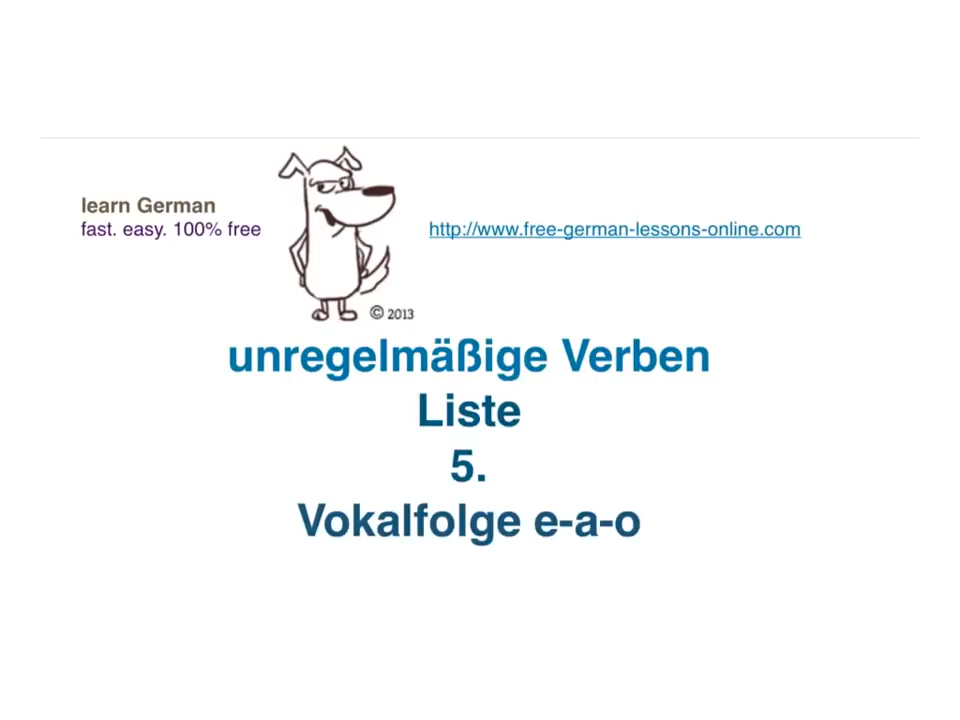 learn German
fast. easy. 100% free
http://www.free-german-lessons-online.com
© 2013
unregelmäßige Verben
Liste
5.
Vokalfolge e-a-o